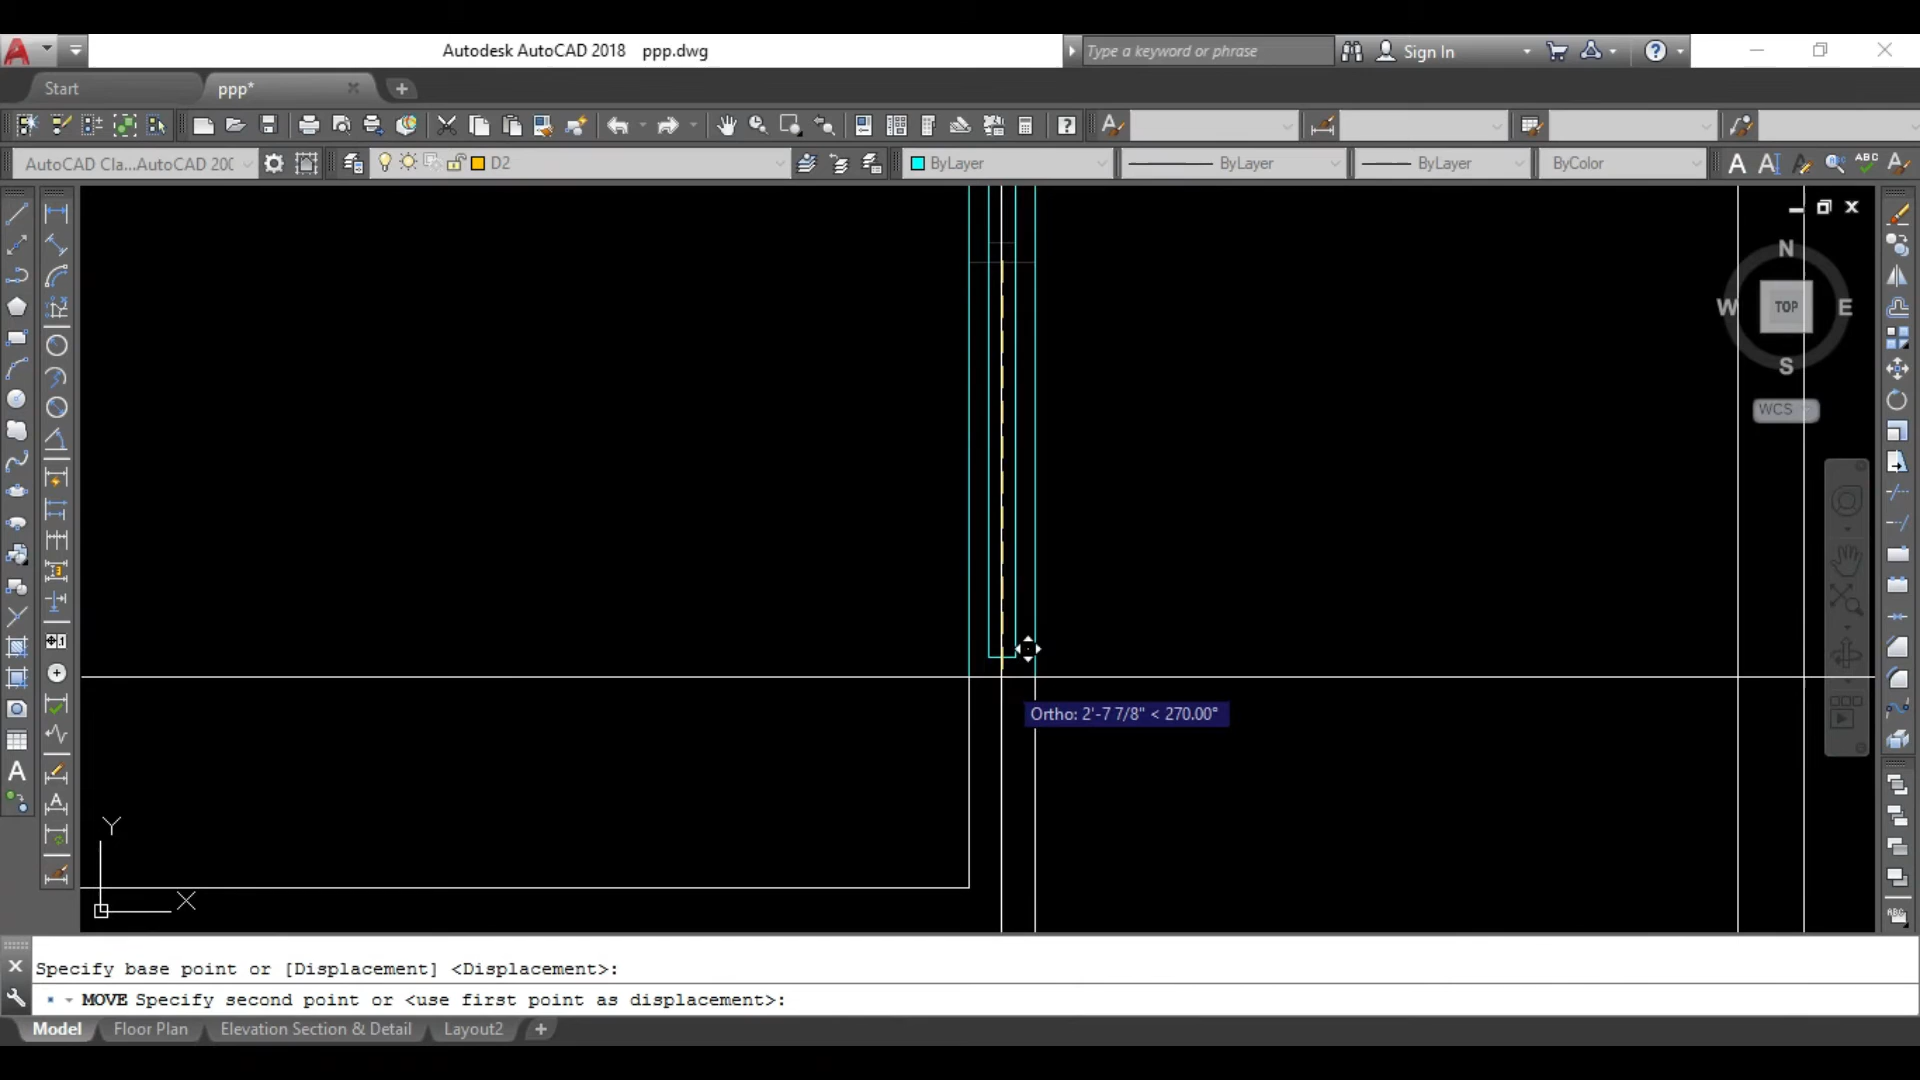 Autodesk AutoCAD 2018 ppp.dwg
Type a keyword or phrase
Sign In
Start
ppp*
AutoCAD Cla...AutoCAD 200
D2
ByLayer
ByLayer
ByLayer
ByColor
N
W
TOP
E
S
WCS
Ortho: 2'-7 7/8" < 270.00°
Y
X
Specify base point or [Displacement] <Displacement>:
MOVE Specify second point or <use first point as displacement>:
Model
Floor Plan
Elevation Section & Detail
Layout2